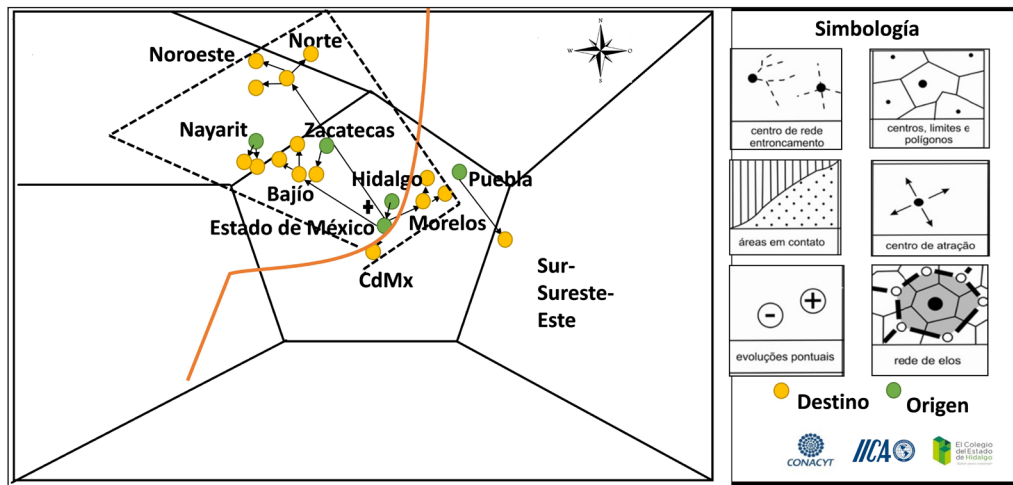 Noroeste
Norte
N
W
O
S
Nayarit
Zacatecas
Bajío
Hidalgo
Puebla
Estado de México
Morelos
CdMx
Sur-
Sureste-
Este
Simbología
centro de rede
entroncamento
centros, limites e
polígonos
áreas em contato
centro de atração
evoluções pontuais
rede de elos
Destino
Origen
CONACYT
IICA
El Colegio
del Estado
de Hidalgo